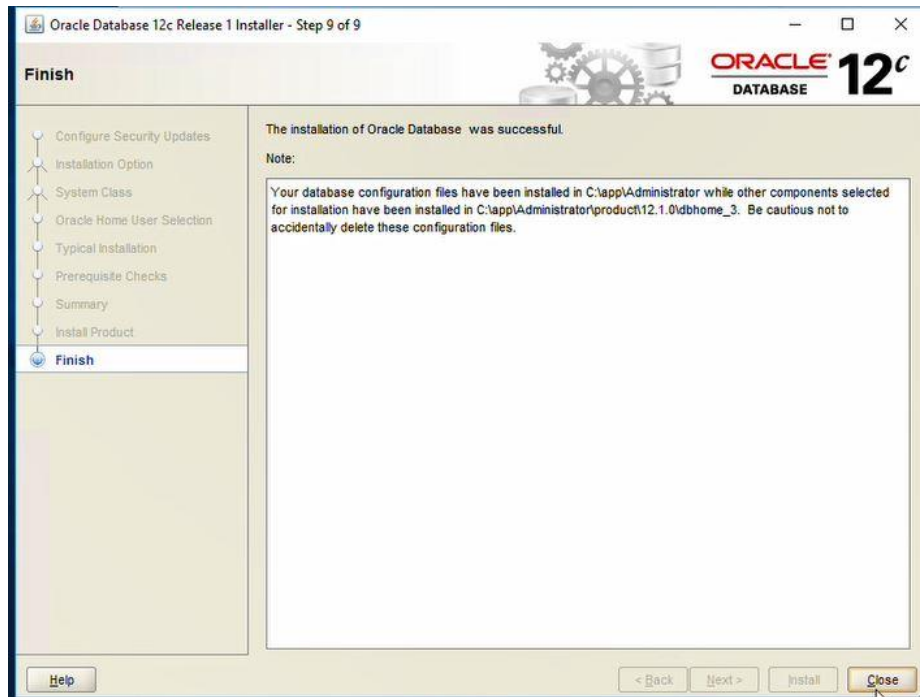 Oracle Database 12c Release 1 Installer - Step 9 of 9
Finish
ORACLE 12c
DATABASE
Configure Security Updates
Installation Option
System Class
Oracle Home User Selection
Typical Installation
Prerequisite Checks
Summary
Install Product
Finish
The installation of Oracle Database was successful.
Note:
Your database configuration files have been installed in C:\app\Administrator while other components selected
for installation have been installed in C:\app\Administrator\product\12.1.0\dbhome_3. Be cautious not to
accidentally delete these configuration files.
Help
< Back
Next >
Install
Close